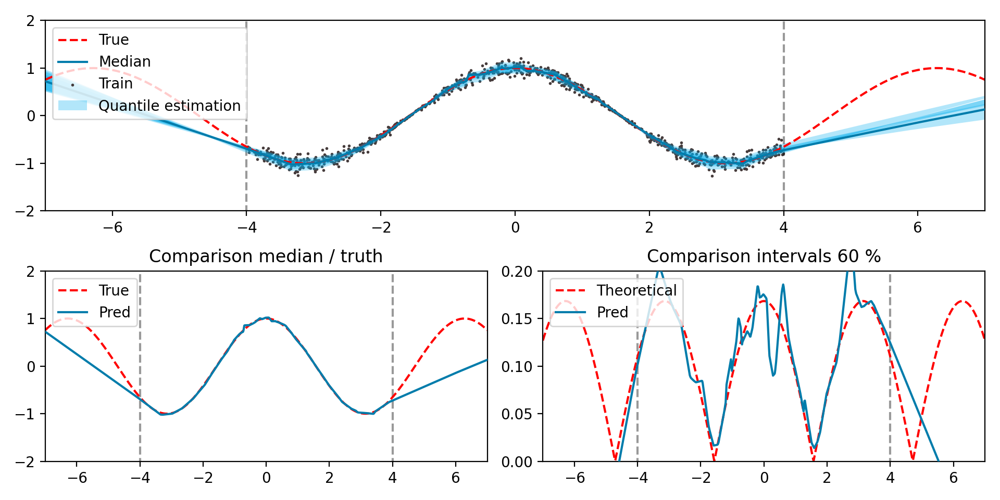 2
1
0
−1
−2
True
Median
Train
Quantile estimation
−6 −4 −2 0 2 4 6
Comparison median / truth
2
1
0
−1
−2
True
Pred
−6 −4 −2 0 2 4 6
Comparison intervals 60 %
0.20
0.15
0.10
0.05
0.00
Theoretical
Pred
−6 −4 −2 0 2 4 6